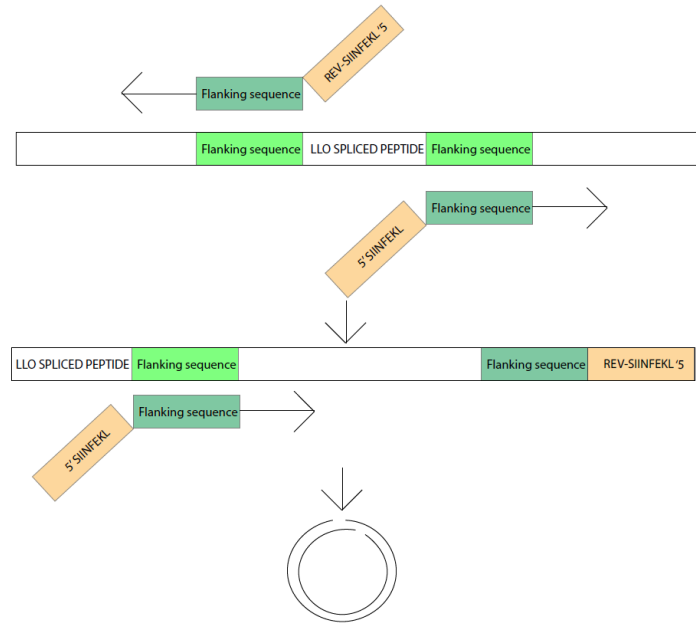 REV-SIINFEKL '5
Flanking sequence
Flanking sequence LLO SPLICED PEPTIDE Flanking sequence
Flanking sequence
5' SIINFEKL
LLO SPLICED PEPTIDE Flanking sequence Flanking sequence REV-SIINFEKL '5
Flanking sequence
5' SIINFEKL